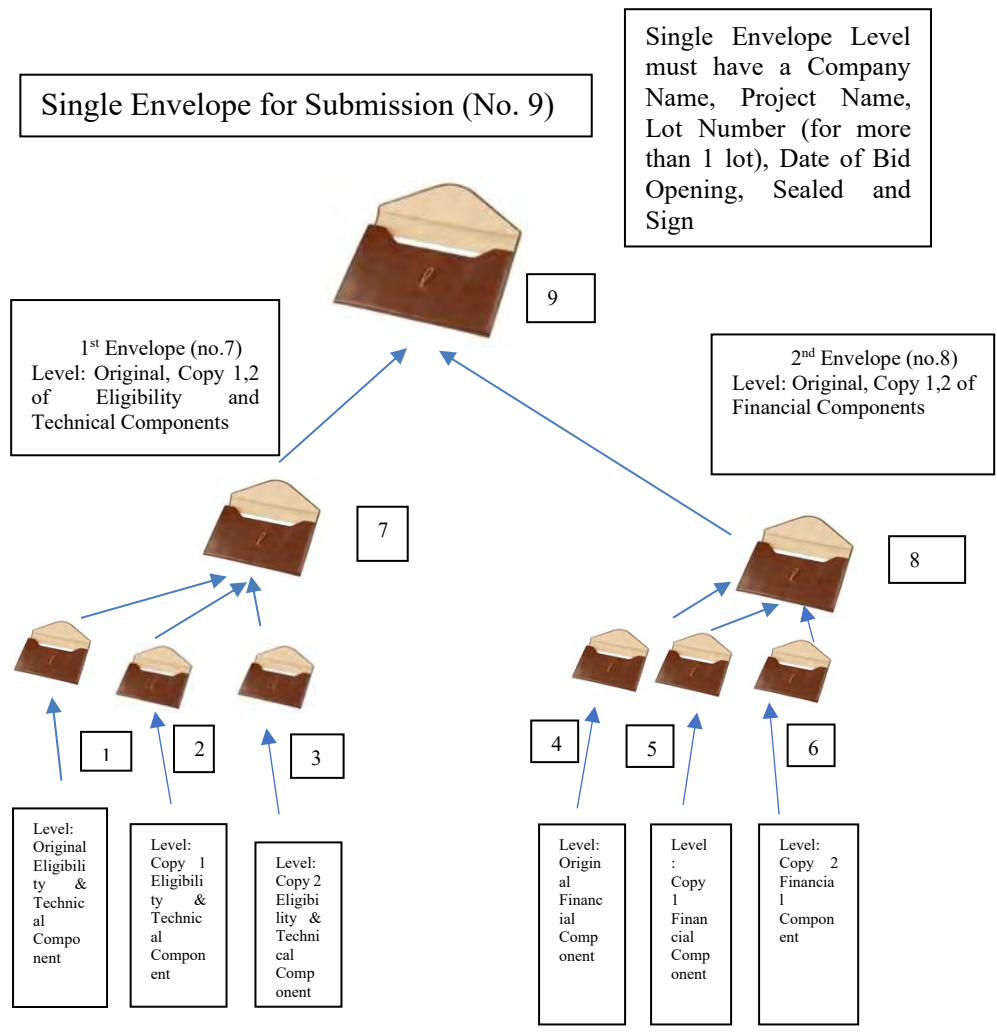 Single Envelope Level
must have a Company
Name, Project Name,
Lot Number (for more
than 1 lot), Date of Bid
Opening, Sealed and
Sign
Single Envelope for Submission (No. 9)
9
1st Envelope (no.7)
Level: Original, Copy 1,2
of Eligibility and
Technical Components
2nd Envelope (no.8)
Level: Original, Copy 1,2 of
Financial Components
7
8
1
2
3
4
5
6
Level:
Original
Eligibili
ty &
Technic
al
Compo
nent
Level:
Copy 1
Eligibili
ty &
Technic
al
Compon
ent
Level:
Copy 2
Eligibi
lity &
Techni
cal
Comp
onent
Level:
Origin
al
Financ
ial
Comp
onent
Level
:
Copy
1
Finan
cial
Comp
onent
Level:
Copy 2
Financia
l
Compon
ent